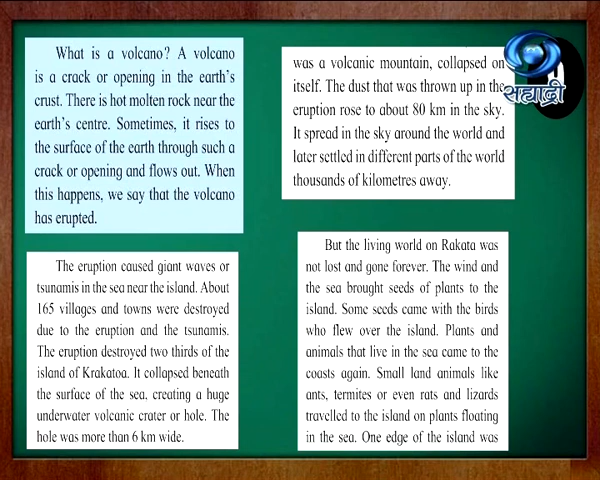 What is a volcano? A volcano
is a crack or opening in the earth's
crust. There is hot molten rock near the
earth's centre. Sometimes, it rises to
the surface of the earth through such a
crack or opening and flows out. When
this happens, we say that the volcano
has erupted.
was a volcanic mountain, collapsed on
itself. The dust that was thrown up in the
eruption rose to about 80 km in the sky.
It spread in the sky around the world and
later settled in different parts of the world
thousands of kilometres away.
सह्याद्री
The eruption caused giant waves or
tsunamis in the sea near the island. About
165 villages and towns were destroyed
due to the eruption and the tsunamis.
The eruption destroyed two thirds of the
island of Krakatoa. It collapsed beneath
the surface of the sea, creating a huge
underwater volcanic crater or hole. The
hole was more than 6 km wide.
But the living world on Rakata was
not lost and gone forever. The wind and
the sea brought seeds of plants to the
island. Some seeds came with the birds
who flew over the island. Plants and
animals that live in the sea came to the
coasts again. Small land animals like
ants, termites or even rats and lizards
travelled to the island on plants floating
in the sea. One edge of the island was